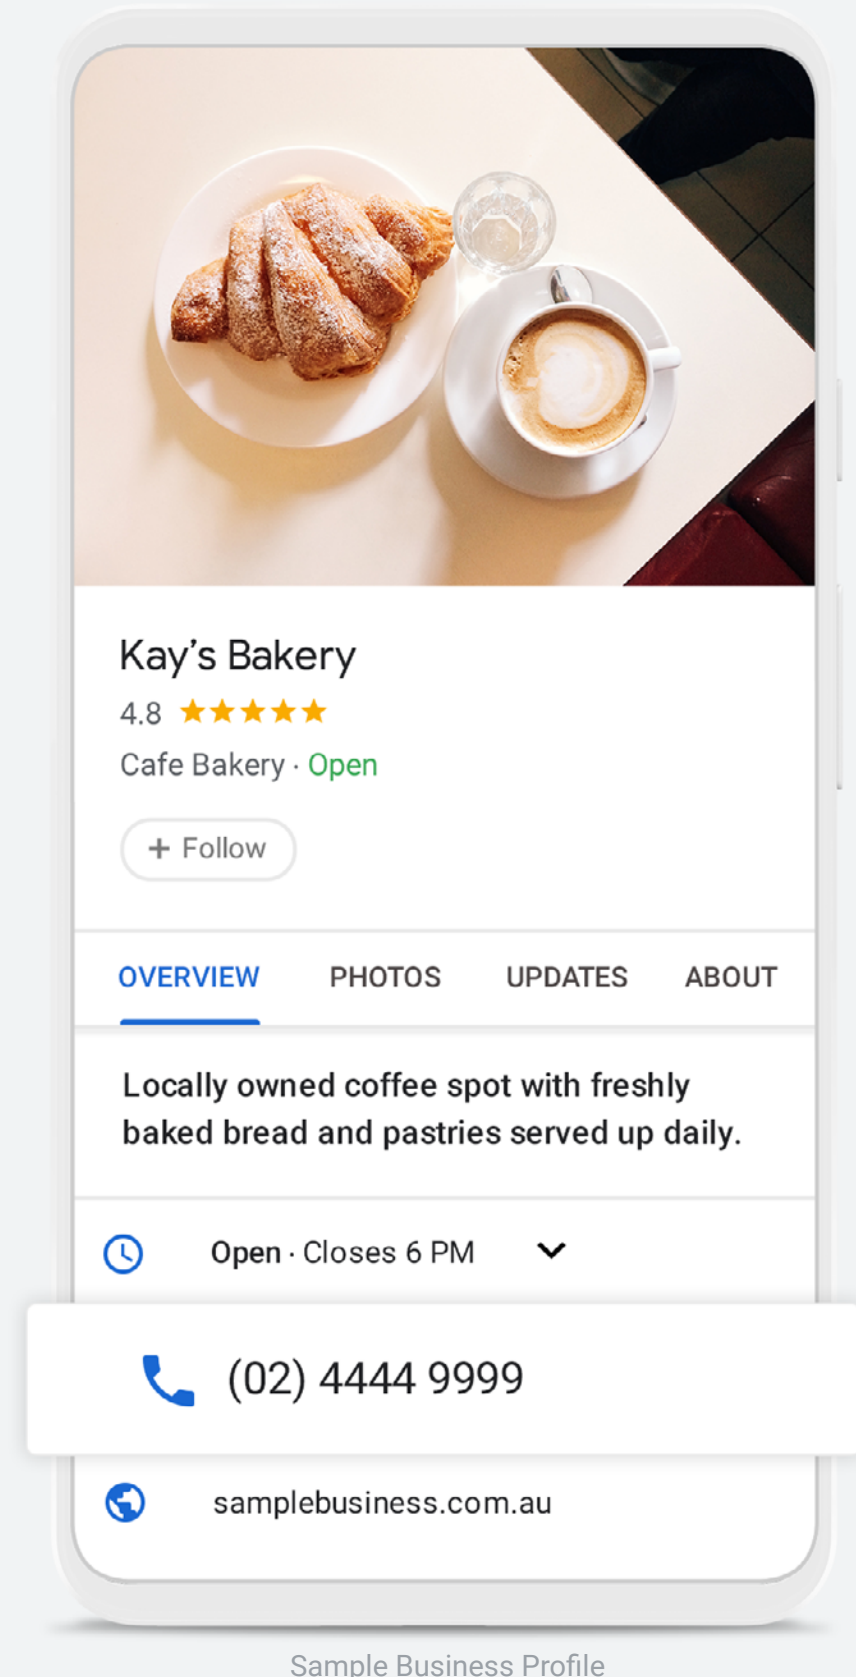 Kay's Bakery
4.8
Cafe Bakery · Open
+ Follow
OVERVIEW PHOTOS UPDATES ABOUT
Locally owned coffee spot with freshly
baked bread and pastries served up daily.
Open · Closes 6 PM
(02) 4444 9999
samplebusiness.com.au
Sample Business Profile